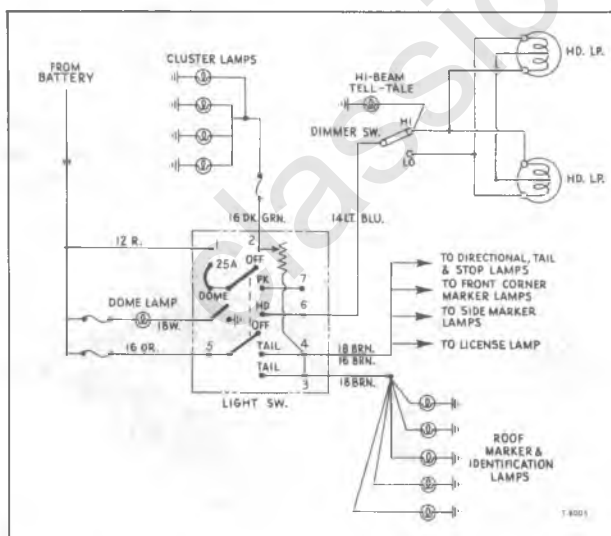 FROM
BATTERY
CLUSTER LAMPS
HI-BEAM
TELL-TALE
DIMMER SW.
HI
LO
HD. LP.
HD. LP.
16 DK. GRN.
14 LT. BLU.
12 R.
1
2
OFF
25A
PK
7
DOME
HD
6
DOME LAMP
18W.
OFF
16 OR.
5
TAIL
4
18 BRN.
16 BRN.
TAIL
3
18 BRN.
LIGHT SW.
TO DIRECTIONAL, TAIL
& STOP LAMPS
TO FRONT CORNER
MARKER LAMPS
TO SIDE MARKER
LAMPS
TO LICENSE LAMP
ROOF
MARKER &
IDENTIFICATION
LAMPS
T-8001
classic